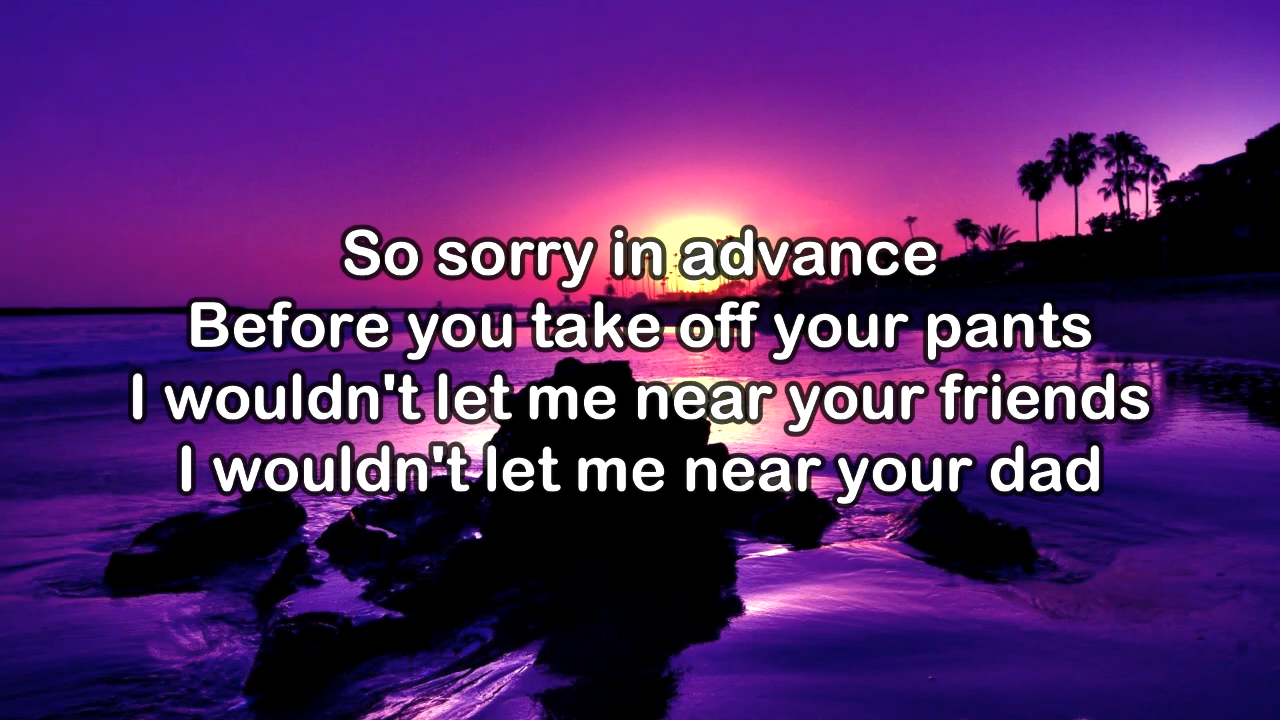 So sorry in advance
Before you take off your pants
I wouldn't let me near your friends
I wouldn't let me near your dad